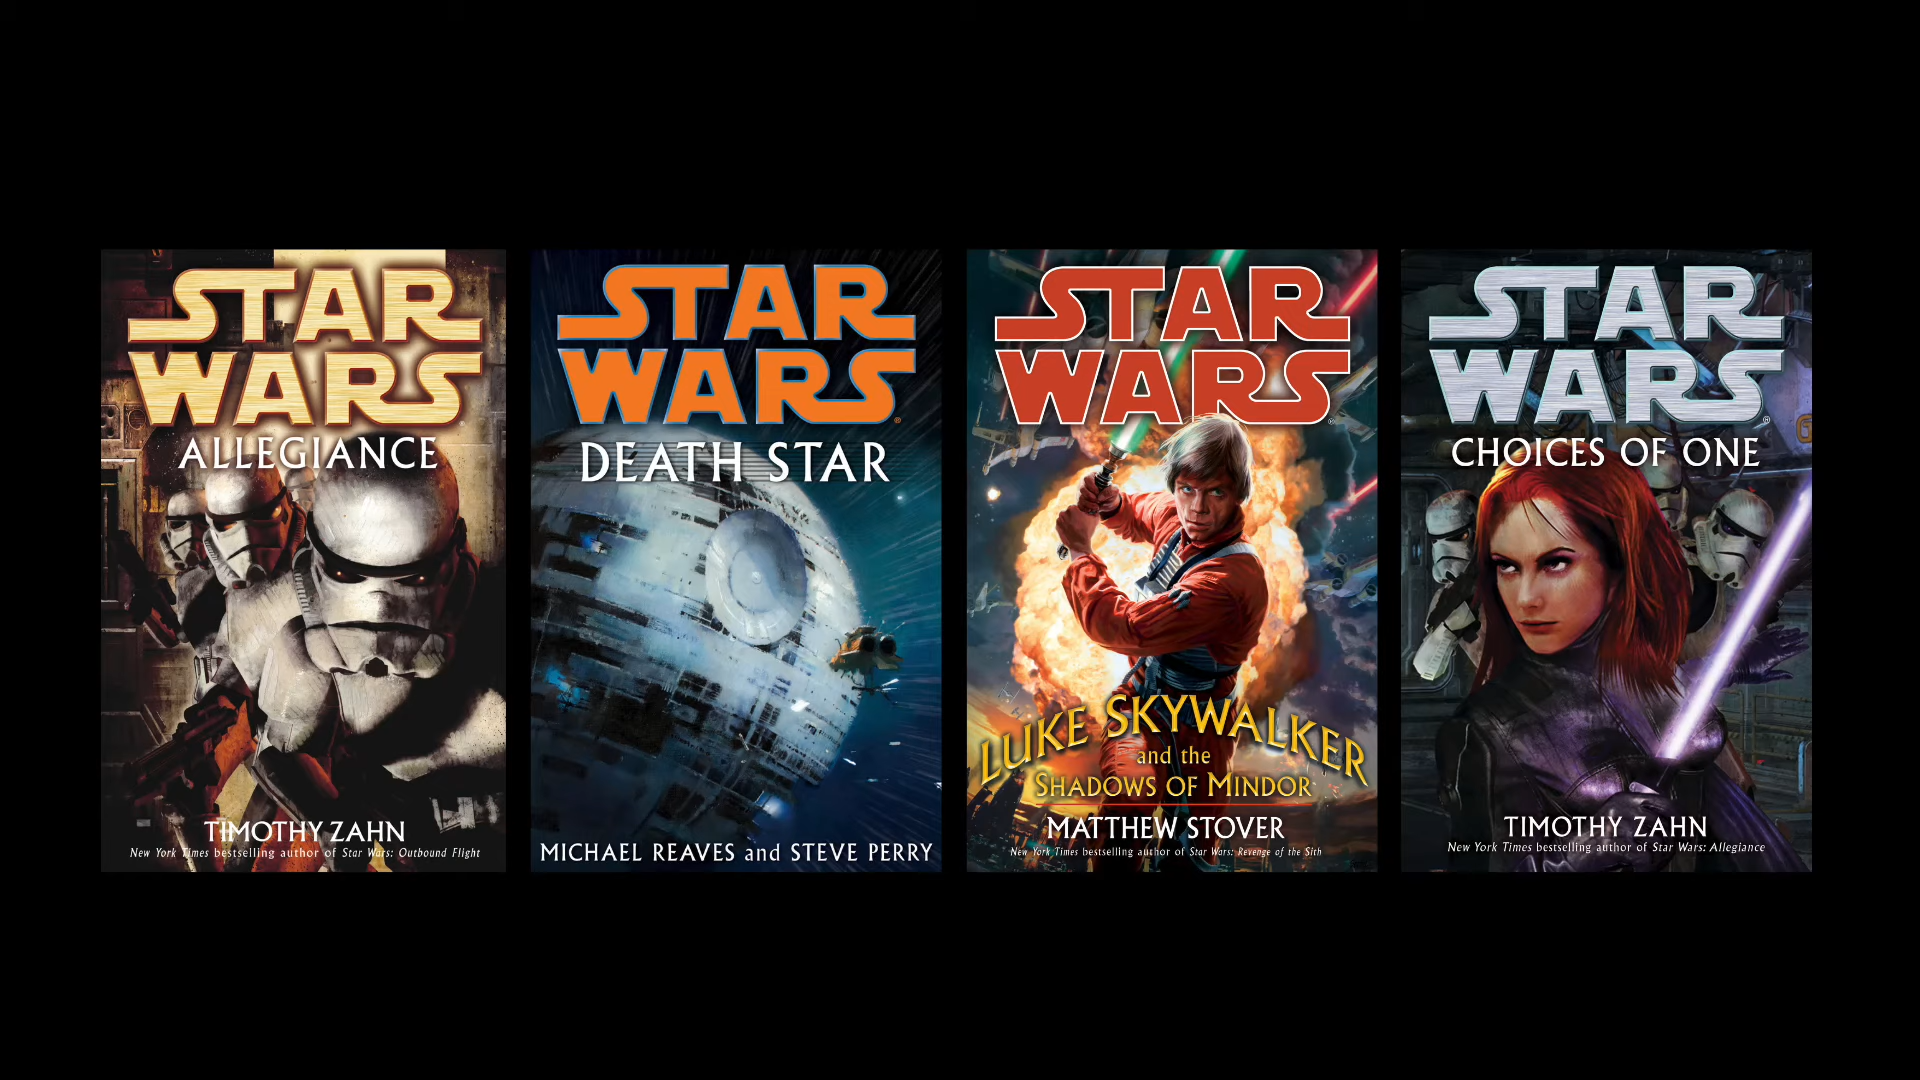 STAR
WARS
ALLEGIANCE
TIMOTHY ZAHN
New York Times bestselling author of Star Wars: Outbound Flight
STAR
WARS®
DEATH STAR
MICHAEL REAVES and STEVE PERRY
STAR
WARS®
LUKE SKYWALKER
and the
SHADOWS OF MINDOR
MATTHEW STOVER
New York Times bestselling author of Star Wars: Revenge of the Sith
STAR
WARS®
CHOICES OF ONE
TIMOTHY ZAHN
New York Times bestselling author of Star Wars: Allegiance